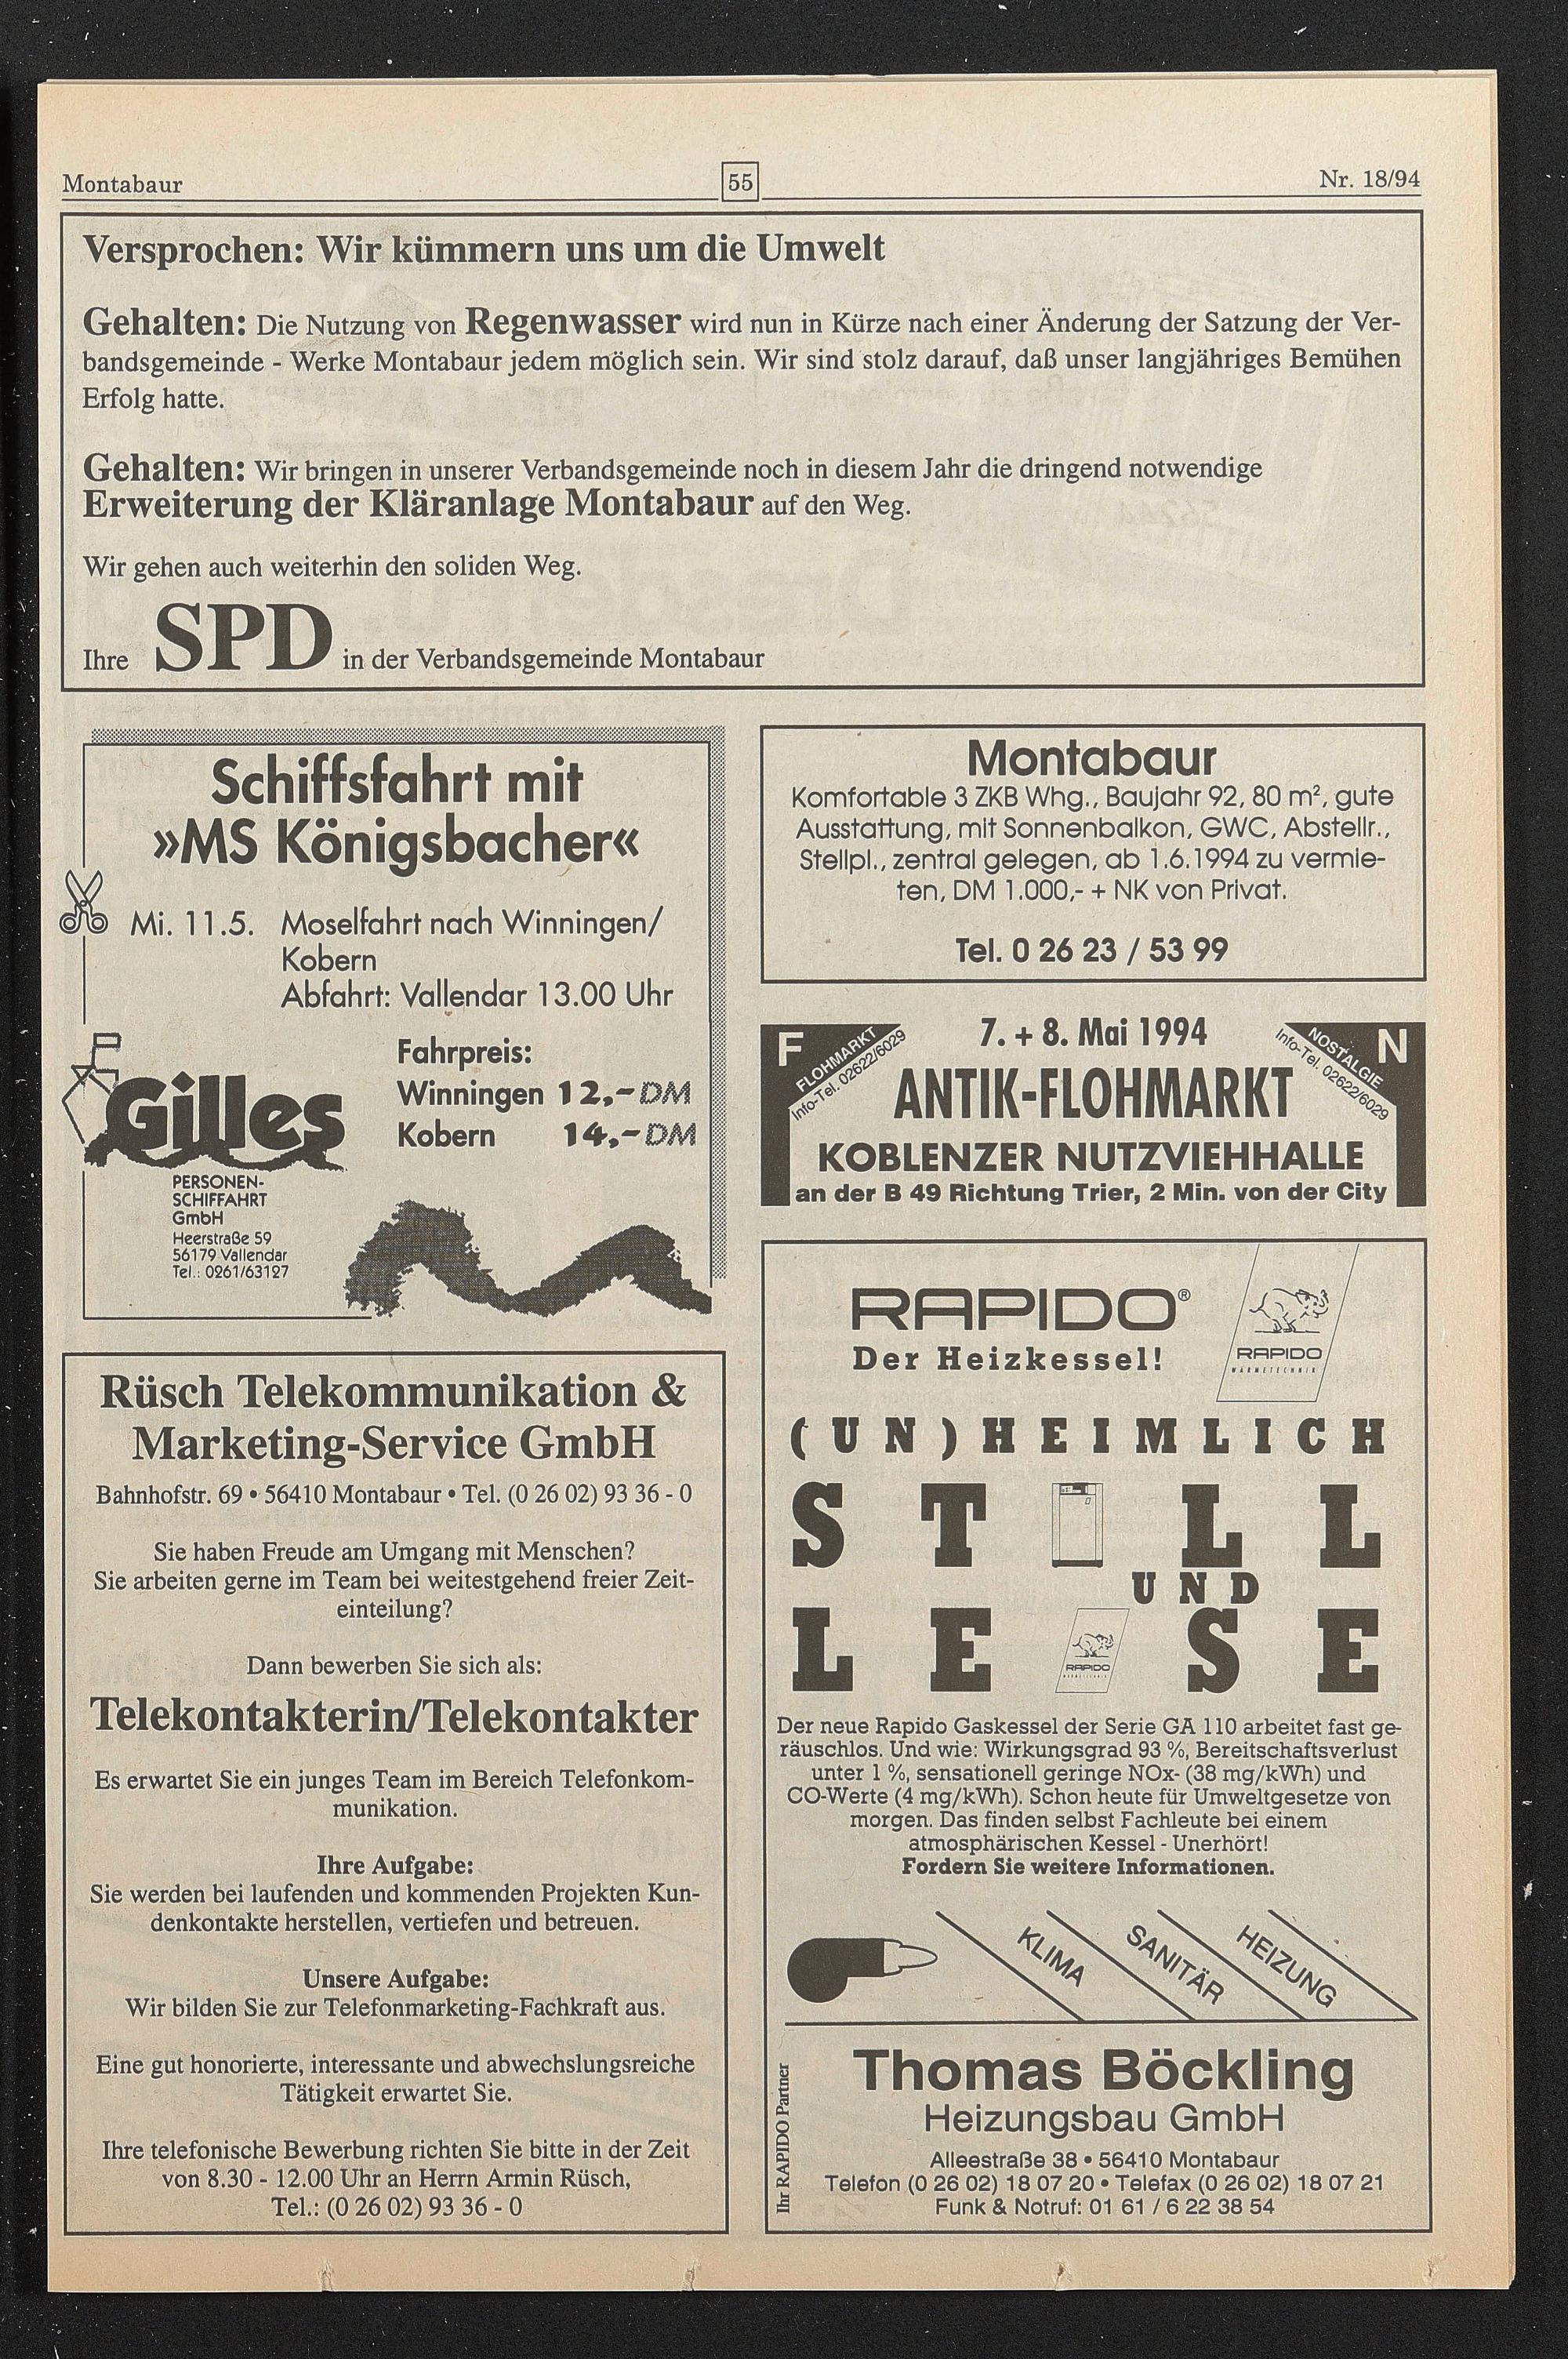 Montabaur
55
Nr. 18/94
Versprochen: Wir kümmern uns um die Umwelt
Gehalten: Die Nutzung von Regenwasser wird nun in Kürze nach einer Änderung der Satzung der Ver-
bandsgemeinde - Werke Montabaur jedem möglich sein. Wir sind stolz darauf, daß unser langjähriges Bemühen
Erfolg hatte.
Gehalten: Wir bringen in unserer Verbandsgemeinde noch in diesem Jahr die dringend notwendige
Erweiterung der Kläranlage Montabaur auf den Weg.
Wir gehen auch weiterhin den soliden Weg.
Ihre SPD in der Verbandsgemeinde Montabaur
Schiffsfahrt mit
»MS Königsbacher«
Mi. 11.5. Moselfahrt nach Winningen/
Kobern
Abfahrt: Vallendar 13.00 Uhr
Fahrpreis:
Winningen 12,- DM
Kobern 14,- DM
Gilles
PERSONEN-
SCHIFFAHRT
GmbH
Heerstraße 59
56179 Vallendar
Tel.: 0261/63127
Rüsch Telekommunikation &
Marketing-Service GmbH
Bahnhofstr. 69 • 56410 Montabaur • Tel. (0 26 02) 93 36 - 0
Sie haben Freude am Umgang mit Menschen?
Sie arbeiten gerne im Team bei weitestgehend freier Zeit-
einteilung?
Dann bewerben Sie sich als:
Telekontakterin/Telekontakter
Es erwartet Sie ein junges Team im Bereich Telefonkom-
munikation.
Ihre Aufgabe:
Sie werden bei laufenden und kommenden Projekten Kun-
denkontakte herstellen, vertiefen und betreuen.
Unsere Aufgabe:
Wir bilden Sie zur Telefonmarketing-Fachkraft aus.
Eine gut honorierte, interessante und abwechslungsreiche
Tätigkeit erwartet Sie.
Ihre telefonische Bewerbung richten Sie bitte in der Zeit
von 8.30 - 12.00 Uhr an Herrn Armin Rüsch,
Tel.: (0 26 02) 93 36 - 0
Montabaur
Komfortable 3 ZKB Whg., Baujahr 92, 80 m², gute
Ausstattung, mit Sonnenbalkon, GWC, Abstellr.,
Stellpl., zentral gelegen, ab 1.6.1994 zu vermie-
ten, DM 1.000,- + NK von Privat.
Tel. 0 26 23 / 53 99
F
FLOHMARKT
Info-Tel. 02622/6029
7. + 8. Mai 1994
N
NOSTALGIE
Info-Tel. 02622/6029
ANTIK-FLOHMARKT
KOBLENZER NUTZVIEHHALLE
an der B 49 Richtung Trier, 2 Min. von der City
RAPIDO®
Der Heizkessel!
RAPIDO
WÄRMETECHNIK
(UN)HEIMLICH
ST LL
UND
LE SE
RAPIDO
Der neue Rapido Gaskessel der Serie GA 110 arbeitet fast ge-
räuschlos. Und wie: Wirkungsgrad 93 %, Bereitschaftsverlust
unter 1 %, sensationell geringe NOx- (38 mg/kWh) und
CO-Werte (4 mg/kWh). Schon heute für Umweltgesetze von
morgen. Das finden selbst Fachleute bei einem
atmosphärischen Kessel - Unerhört!
Fordern Sie weitere Informationen.
KLIMA
SANITÄR
HEIZUNG
Ihr RAPIDO Partner
Thomas Böckling
Heizungsbau GmbH
Alleestraße 38 • 56410 Montabaur
Telefon (0 26 02) 18 07 20 • Telefax (0 26 02) 18 07 21
Funk & Notruf: 01 61 / 6 22 38 54